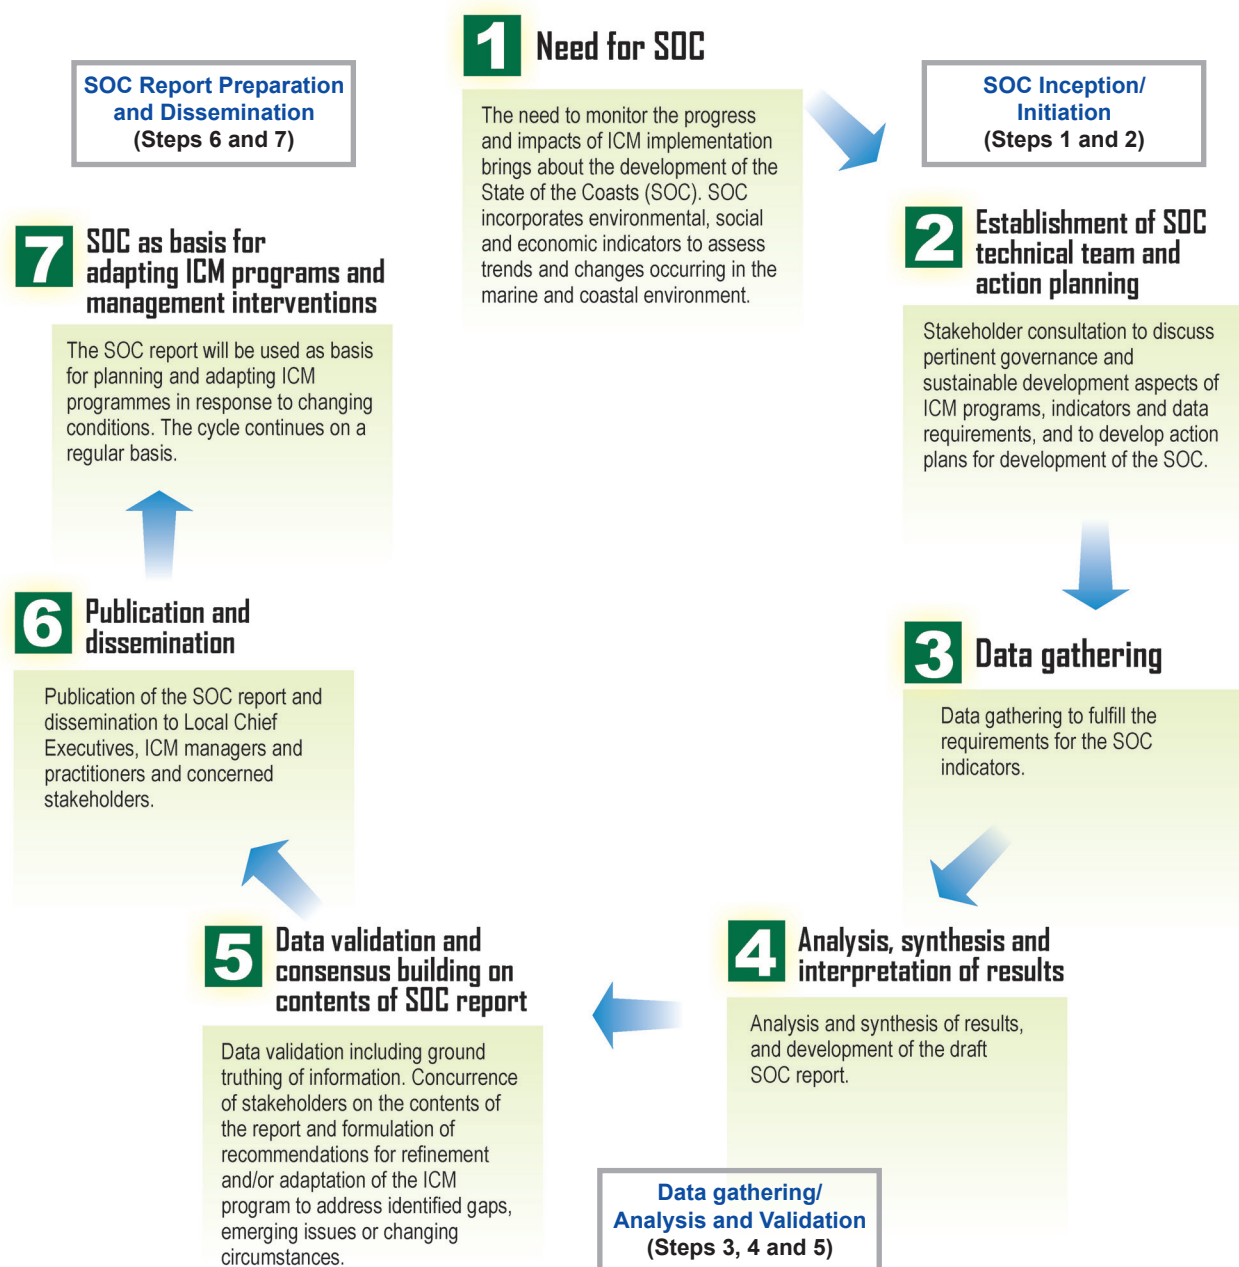 1 Need for SOC
The need to monitor the progress
and impacts of ICM implementation
brings about the development of the
State of the Coasts (SOC). SOC
incorporates environmental, social
and economic indicators to assess
trends and changes occurring in the
marine and coastal environment.
SOC Inception/
Initiation
(Steps 1 and 2)
2 Establishment of SOC
technical team and
action planning
Stakeholder consultation to discuss
pertinent governance and
sustainable development aspects of
ICM programs, indicators and data
requirements, and to develop action
plans for development of the SOC.
3 Data gathering
Data gathering to fulfill the
requirements for the SOC
indicators.
4 Analysis, synthesis and
interpretation of results
Analysis and synthesis of results,
and development of the draft
SOC report.
Data gathering/
Analysis and Validation
(Steps 3, 4 and 5)
5 Data validation and
consensus building on
contents of SOC report
Data validation including ground
truthing of information. Concurrence
of stakeholders on the contents of
the report and formulation of
recommendations for refinement
and/or adaptation of the ICM
program to address identified gaps,
emerging issues or changing
circumstances.
6 Publication and
dissemination
Publication of the SOC report and
dissemination to Local Chief
Executives, ICM managers and
practitioners and concerned
stakeholders.
7 SOC as basis for
adapting ICM programs and
management interventions
The SOC report will be used as basis
for planning and adapting ICM
programmes in response to changing
conditions. The cycle continues on a
regular basis.
SOC Report Preparation
and Dissemination
(Steps 6 and 7)